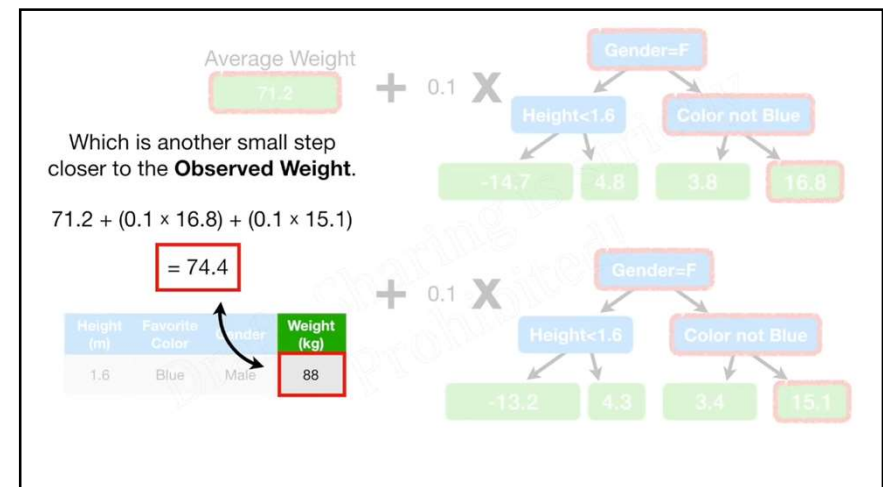 Average Weight
71.2
+ 0.1 X
Gender=F
Height<1.6
Color not Blue
-14.7
4.8
3.8
16.8
Which is another small step
closer to the Observed Weight.
71.2 + (0.1 × 16.8) + (0.1 × 15.1)
= 74.4
+ 0.1 X
Gender=F
Height<1.6
Color not Blue
-13.2
4.3
3.4
15.1
Height (m) Favorite Color Gender Weight (kg)
1.6 Blue Male 88